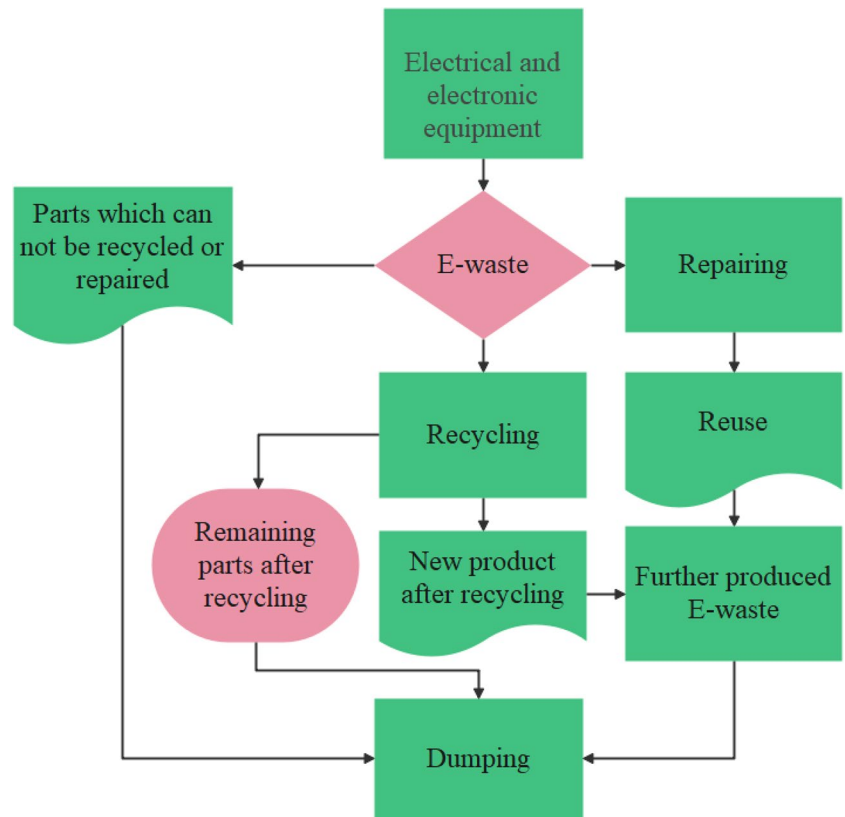 Electrical and
electronic
equipment
Parts which can
not be recycled or
repaired
E-waste
Repairing
Recycling
Reuse
Remaining
parts after
recycling
New product
after recycling
Further produced
E-waste
Dumping